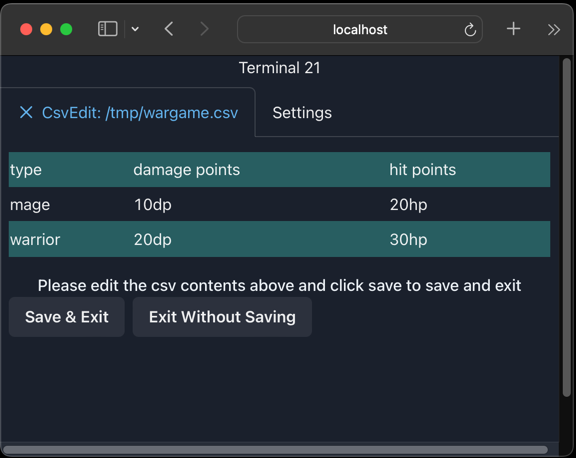 localhost
Terminal 21
CsvEdit: /tmp/wargame.csv Settings
type damage points hit points
mage 10dp 20hp
warrior 20dp 30hp
Please edit the csv contents above and click save to save and exit
Save & Exit Exit Without Saving